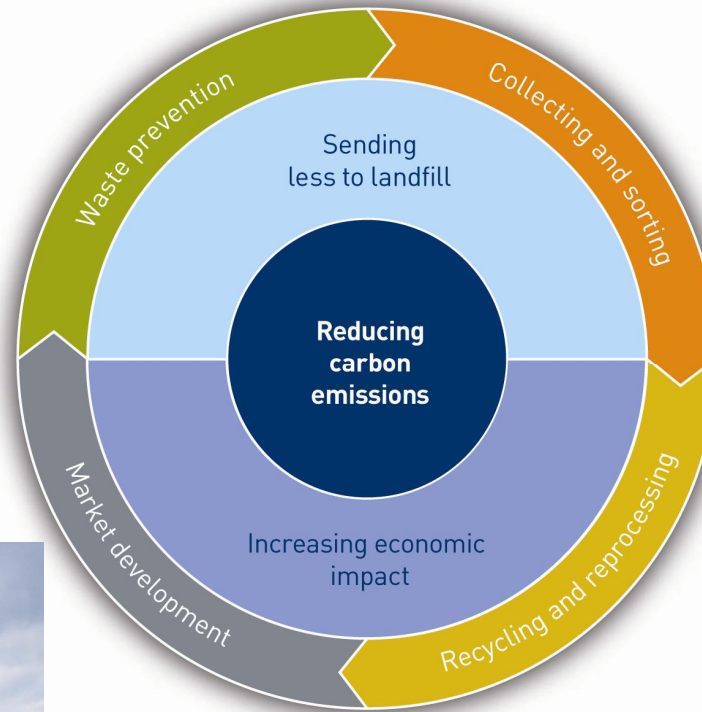 Waste prevention
Collecting and sorting
Sending
less to landfill
Reducing
carbon
emissions
Increasing economic
impact
Market development
Recycling and reprocessing